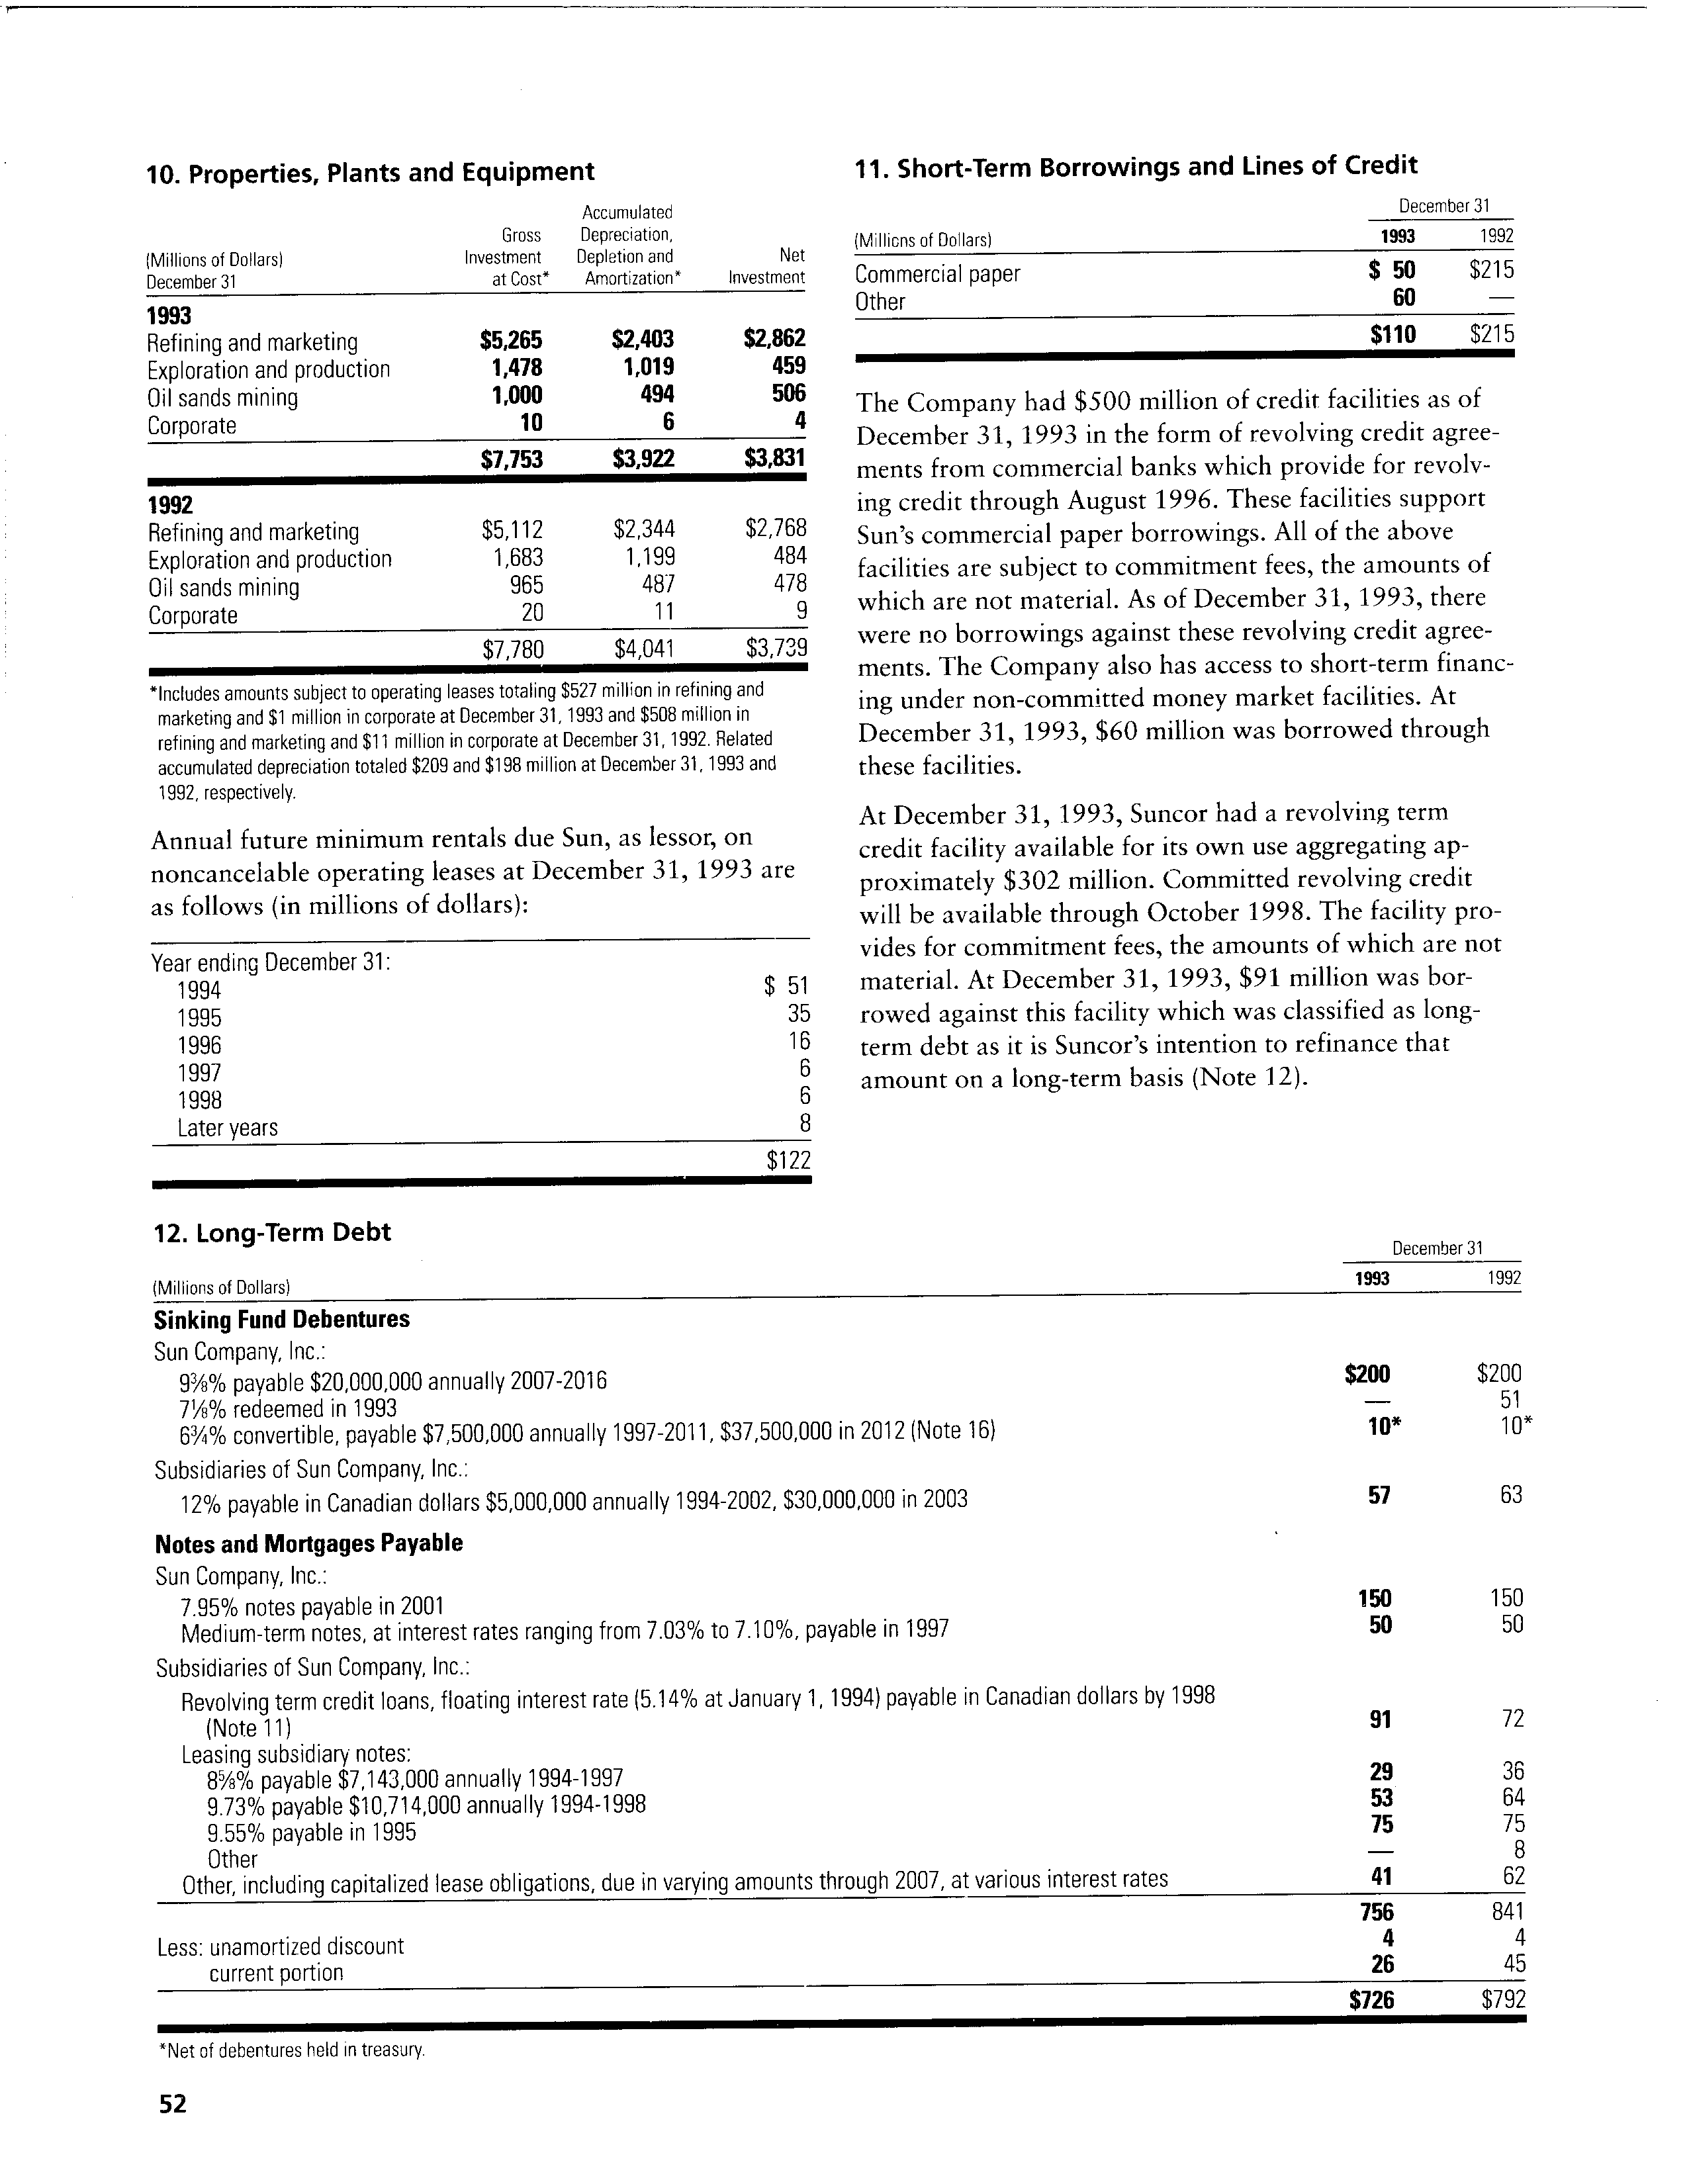 10. Properties, Plants and Equipment
(Millions of Dollars)
December 31
Gross
Investment
at Cost*
Accumulated
Depreciation,
Depletion and
Amortization*
Net
Investment
1993
Refining and marketing $5,265 $2,403 $2,862
Exploration and production 1,478 1,019 459
Oil sands mining 1,000 494 506
Corporate 10 6 4
$7,753 $3,922 $3,831
1992
Refining and marketing $5,112 $2,344 $2,768
Exploration and production 1,683 1,199 484
Oil sands mining 965 487 478
Corporate 20 11 9
$7,780 $4,041 $3,739
*Includes amounts subject to operating leases totaling $527 million in refining and
marketing and $1 million in corporate at December 31, 1993 and $508 million in
refining and marketing and $11 million in corporate at December 31, 1992. Related
accumulated depreciation totaled $209 and $198 million at December 31, 1993 and
1992, respectively.
Annual future minimum rentals due Sun, as lessor, on
noncancelable operating leases at December 31, 1993 are
as follows (in millions of dollars):
Year ending December 31:
1994 $ 51
1995 35
1996 16
1997 6
1998 6
Later years 8
$122
11. Short-Term Borrowings and Lines of Credit
December 31
(Millions of Dollars) 1993 1992
Commercial paper $ 50 $215
Other 60 —
$110 $215
The Company had $500 million of credit facilities as of
December 31, 1993 in the form of revolving credit agree-
ments from commercial banks which provide for revolv-
ing credit through August 1996. These facilities support
Sun's commercial paper borrowings. All of the above
facilities are subject to commitment fees, the amounts of
which are not material. As of December 31, 1993, there
were no borrowings against these revolving credit agree-
ments. The Company also has access to short-term financ-
ing under non-committed money market facilities. At
December 31, 1993, $60 million was borrowed through
these facilities.
At December 31, 1993, Suncor had a revolving term
credit facility available for its own use aggregating ap-
proximately $302 million. Committed revolving credit
will be available through October 1998. The facility pro-
vides for commitment fees, the amounts of which are not
material. At December 31, 1993, $91 million was bor-
rowed against this facility which was classified as long-
term debt as it is Suncor's intention to refinance that
amount on a long-term basis (Note 12).
12. Long-Term Debt
December 31
(Millions of Dollars) 1993 1992
Sinking Fund Debentures
Sun Company, Inc.:
9⅜% payable $20,000,000 annually 2007-2016 $200 $200
7⅛% redeemed in 1993 — 51
6¾% convertible, payable $7,500,000 annually 1997-2011, $37,500,000 in 2012 (Note 16) 10* 10*
Subsidiaries of Sun Company, Inc.:
12% payable in Canadian dollars $5,000,000 annually 1994-2002, $30,000,000 in 2003 57 63
Notes and Mortgages Payable
Sun Company, Inc.:
7.95% notes payable in 2001 150 150
Medium-term notes, at interest rates ranging from 7.03% to 7.10%, payable in 1997 50 50
Subsidiaries of Sun Company, Inc.:
Revolving term credit loans, floating interest rate (5.14% at January 1, 1994) payable in Canadian dollars by 1998
(Note 11) 91 72
Leasing subsidiary notes:
8⅝% payable $7,143,000 annually 1994-1997 29 36
9.73% payable $10,714,000 annually 1994-1998 53 64
9.55% payable in 1995 75 75
Other — 8
Other, including capitalized lease obligations, due in varying amounts through 2007, at various interest rates 41 62
756 841
Less: unamortized discount 4 4
current portion 26 45
$726 $792
*Net of debentures held in treasury.
52